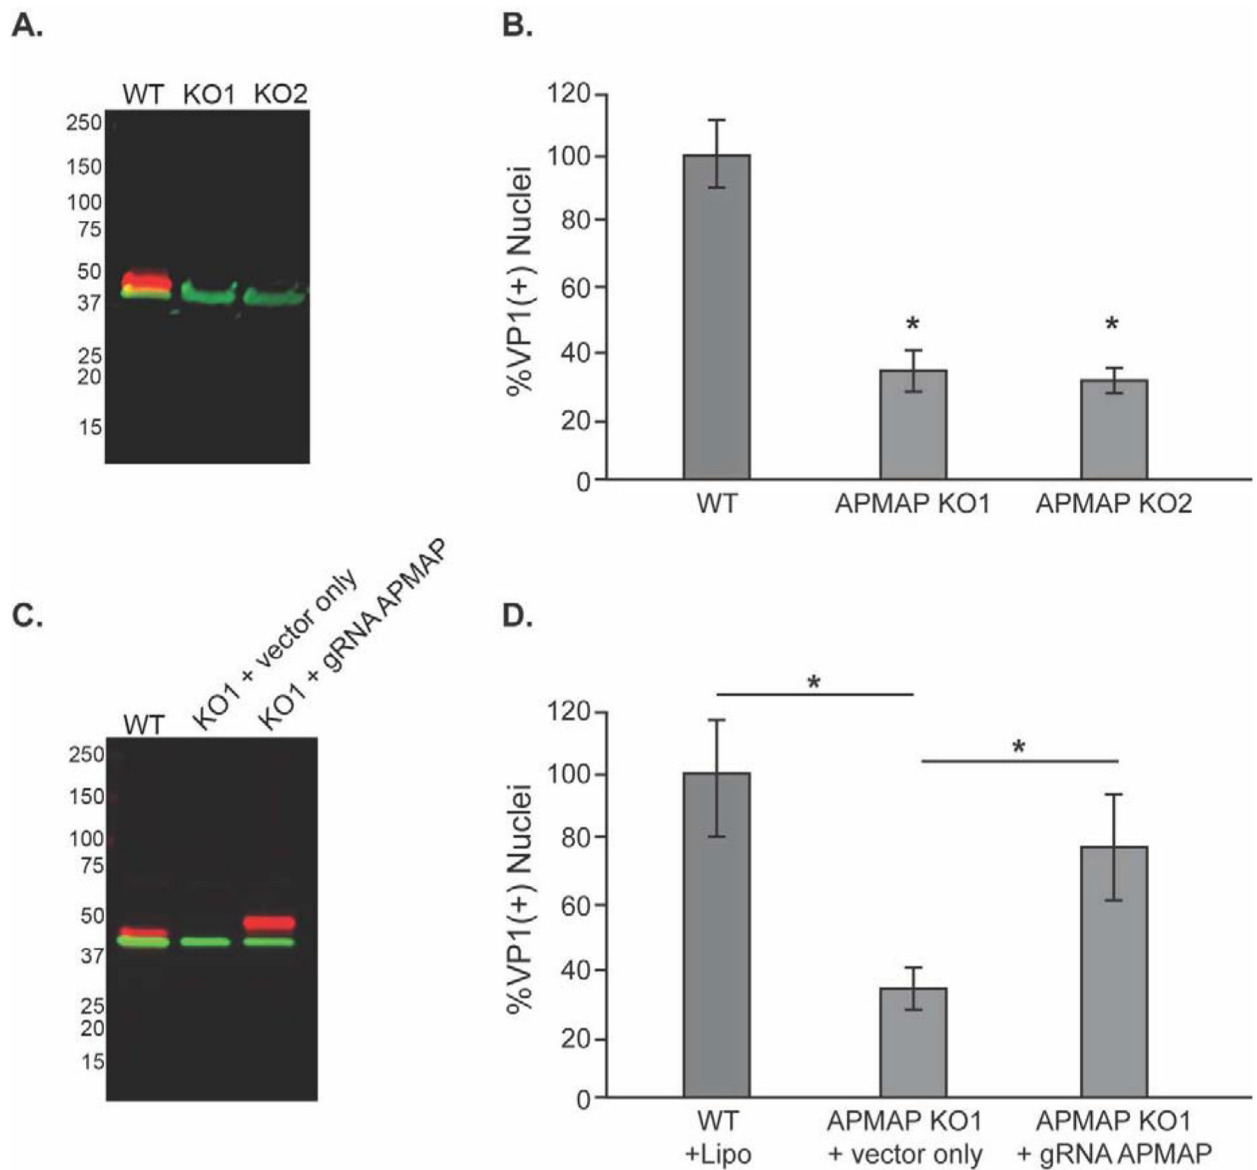 A.
WT KO1 KO2
250
150
100
75
50
37
25
20
15
B.
%VP1(+) Nuclei
120
100
80
60
40
20
0
* *
WT APMAP KO1 APMAP KO2
C.
WT
KO1 + vector only
KO1 + gRNA APMAP
250
150
100
75
50
37
25
20
15
D.
%VP1(+) Nuclei
120
100
80
60
40
20
0
*
*
WT APMAP KO1 APMAP KO1
+Lipo + vector only + gRNA APMAP